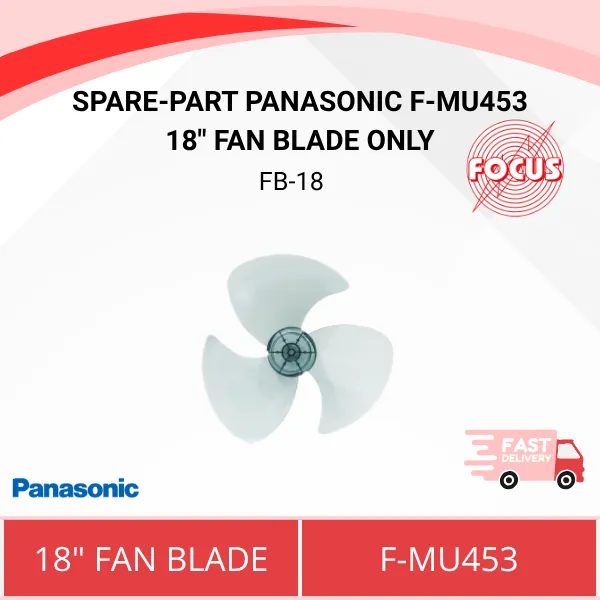 SPARE-PART PANASONIC F-MU453
18" FAN BLADE ONLY
FB-18
FOCUS
FAST
DELIVERY
Panasonic
18" FAN BLADE
F-MU453